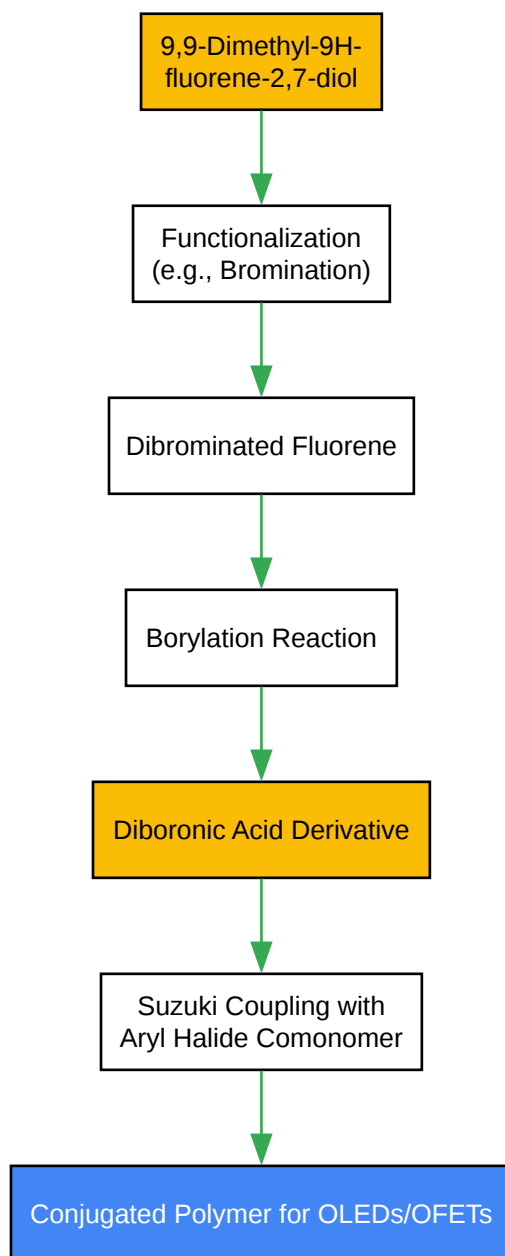 9,9-Dimethyl-9H-
fluorene-2,7-diol
Functionalization
(e.g., Bromination)
Dibrominated Fluorene
Borylation Reaction
Diboronic Acid Derivative
Suzuki Coupling with
Aryl Halide Comonomer
Conjugated Polymer for OLEDs/OFETs